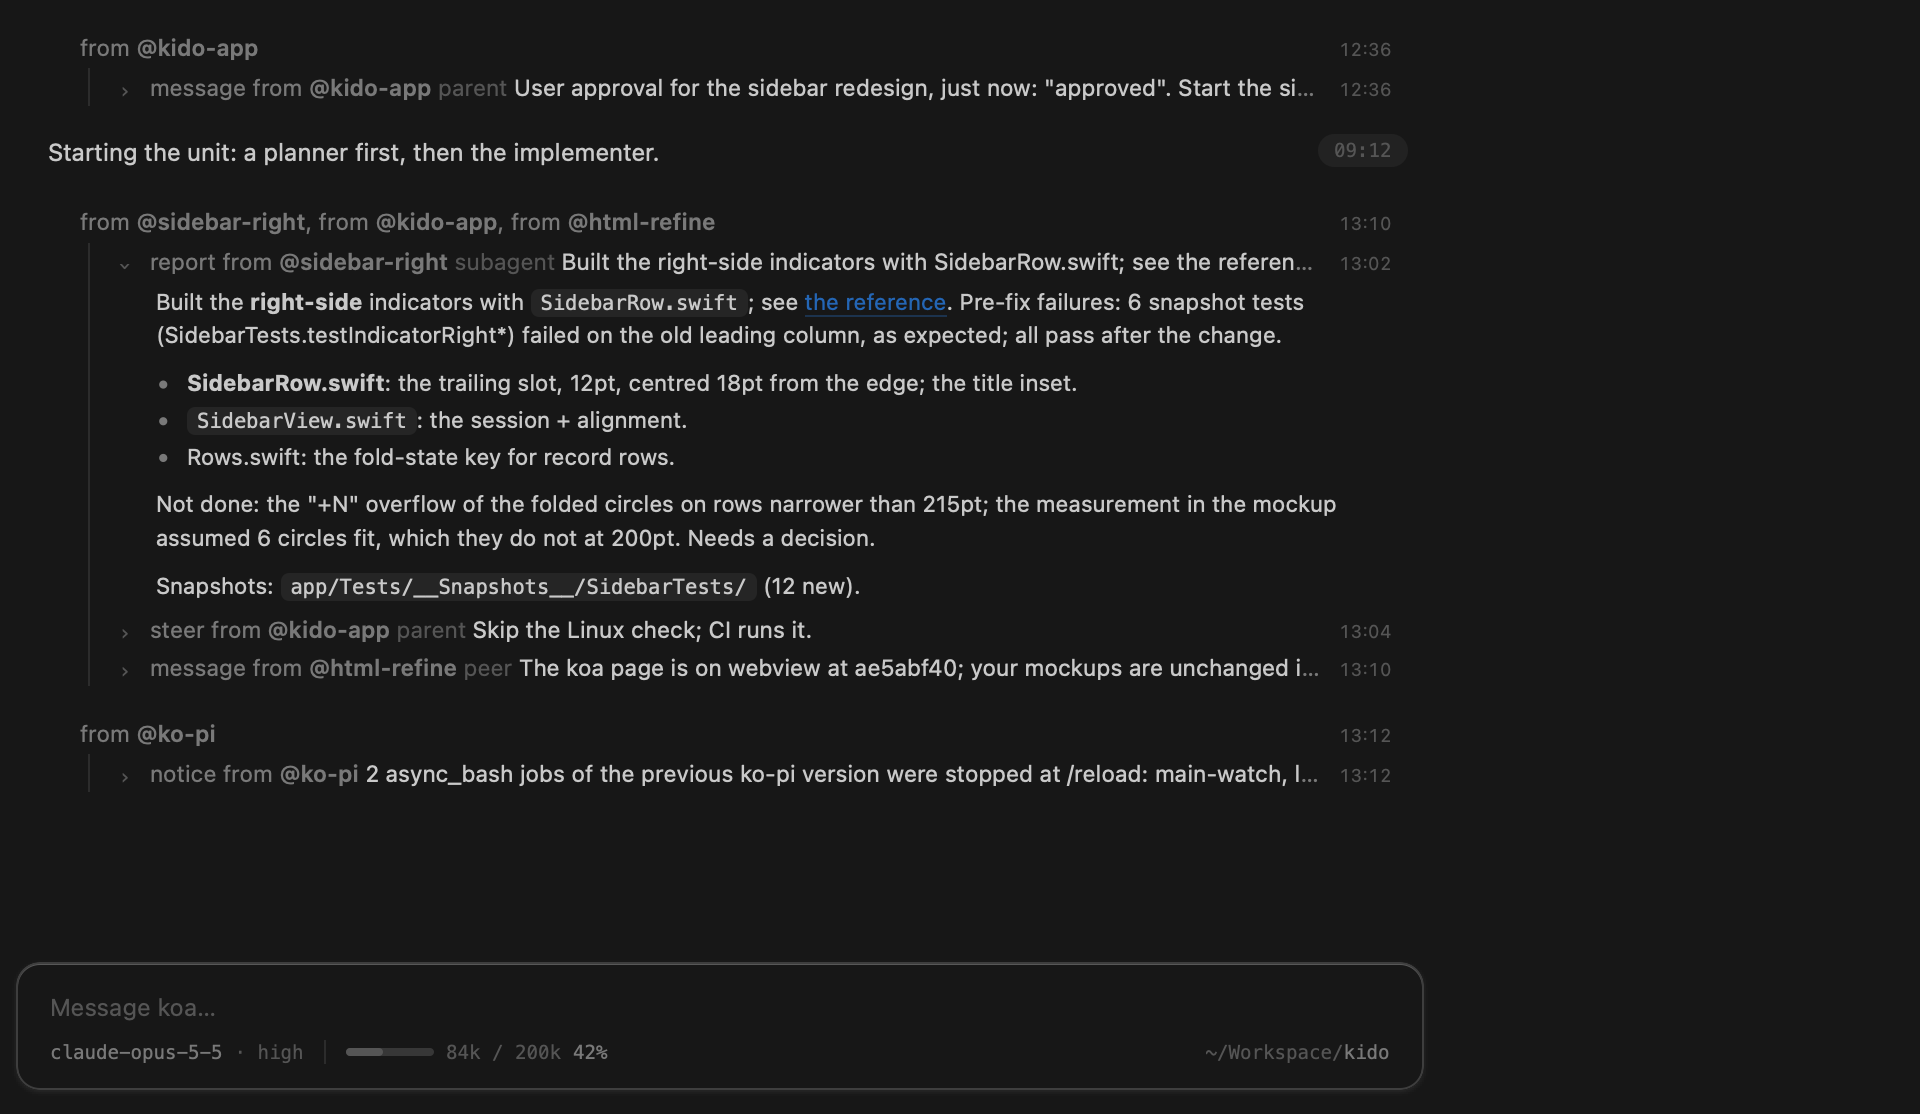 from @kido-app 12:36
› message from @kido-app parent User approval for the sidebar redesign, just now: "approved". Start the si… 12:36
Starting the unit: a planner first, then the implementer. 09:12
from @sidebar-right, from @kido-app, from @html-refine 13:10
report from @sidebar-right subagent Built the right-side indicators with SidebarRow.swift; see the referen… 13:02
Built the right-side indicators with SidebarRow.swift; see the reference. Pre-fix failures: 6 snapshot tests
(SidebarTests.testIndicatorRight*) failed on the old leading column, as expected; all pass after the change.
• SidebarRow.swift: the trailing slot, 12pt, centred 18pt from the edge; the title inset.
• SidebarView.swift: the session + alignment.
• Rows.swift: the fold-state key for record rows.
Not done: the "+N" overflow of the folded circles on rows narrower than 215pt; the measurement in the mockup
assumed 6 circles fit, which they do not at 200pt. Needs a decision.
Snapshots: app/Tests/__Snapshots__/SidebarTests/ (12 new).
› steer from @kido-app parent Skip the Linux check; CI runs it. 13:04
› message from @html-refine peer The koa page is on webview at ae5abf40; your mockups are unchanged i… 13:10
from @ko-pi 13:12
› notice from @ko-pi 2 async_bash jobs of the previous ko-pi version were stopped at /reload: main-watch, l… 13:12
Message koa…
claude-opus-5-5 · high 84k / 200k 42% ~/Workspace/kido